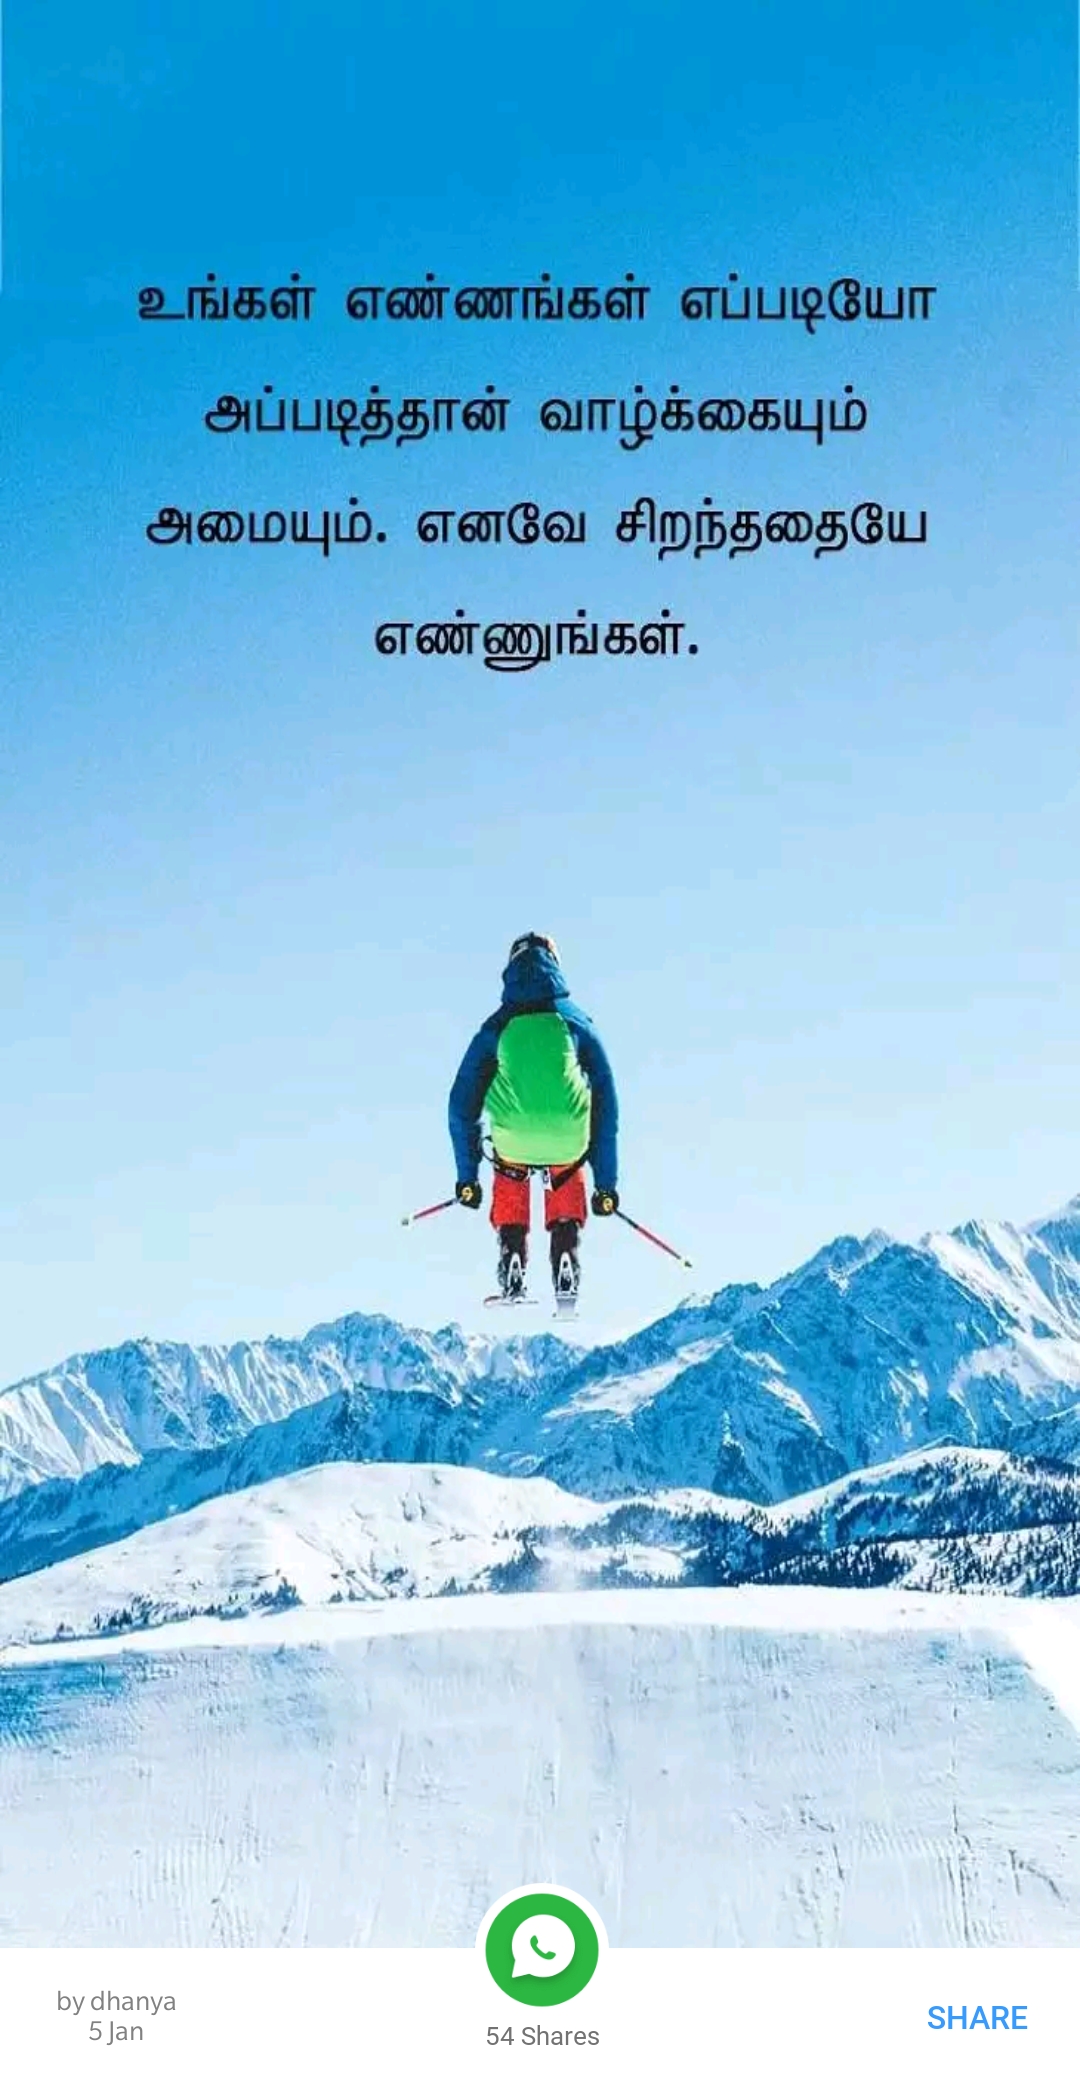 உங்கள் எண்ணங்கள் எப்படியோ
அப்படித்தான் வாழ்க்கையும்
அமையும். எனவே சிறந்ததையே
எண்ணுங்கள்.
by dhanya
5 Jan
54 Shares
SHARE